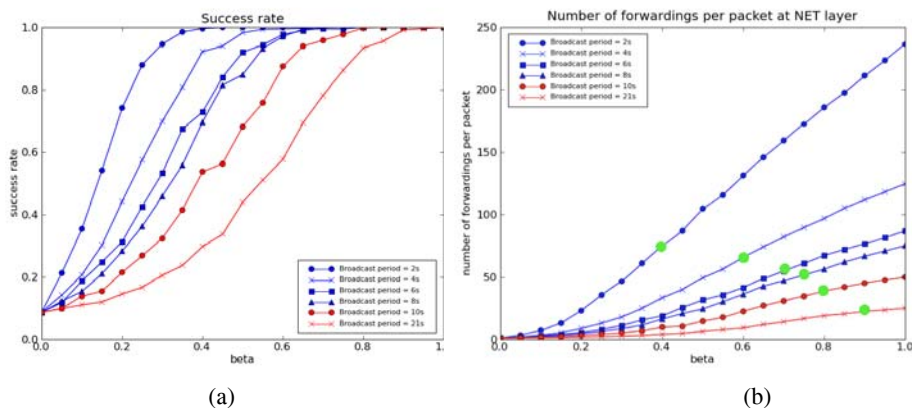 Success rate
success rate
1.0
0.8
0.6
0.4
0.2
0.0
Broadcast period = 2s
Broadcast period = 4s
Broadcast period = 6s
Broadcast period = 8s
Broadcast period = 10s
Broadcast period = 21s
0.0 0.2 0.4 0.6 0.8 1.0
beta
(a)
Number of forwardings per packet at NET layer
number of forwardings per packet
250
200
150
100
50
0
Broadcast period = 2s
Broadcast period = 4s
Broadcast period = 6s
Broadcast period = 8s
Broadcast period = 10s
Broadcast period = 21s
0.0 0.2 0.4 0.6 0.8 1.0
beta
(b)